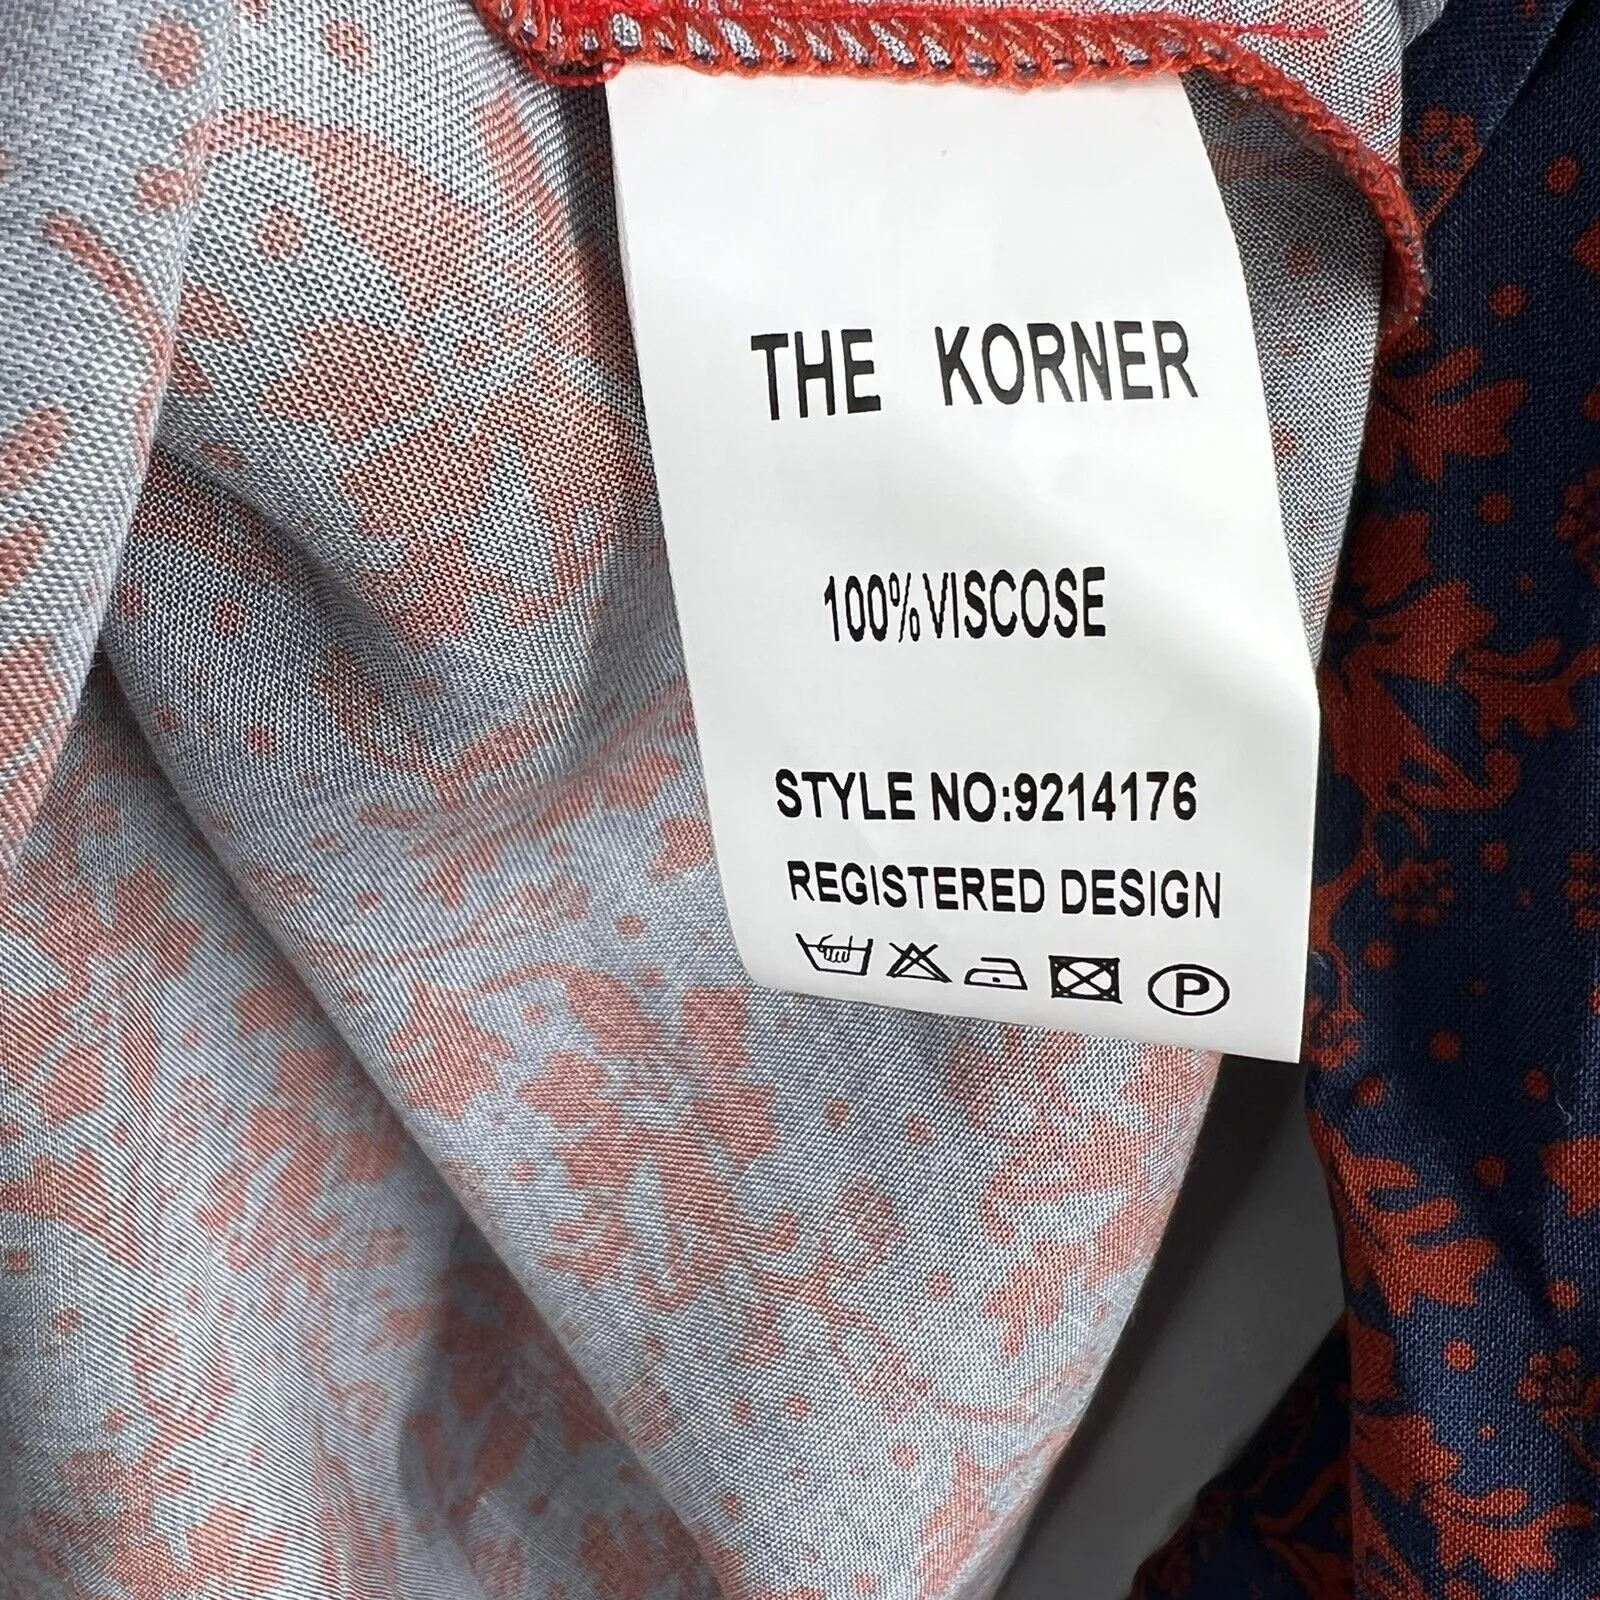 THE KORNER
100% VISCOSE
STYLE NO:9214176
REGISTERED DESIGN
P